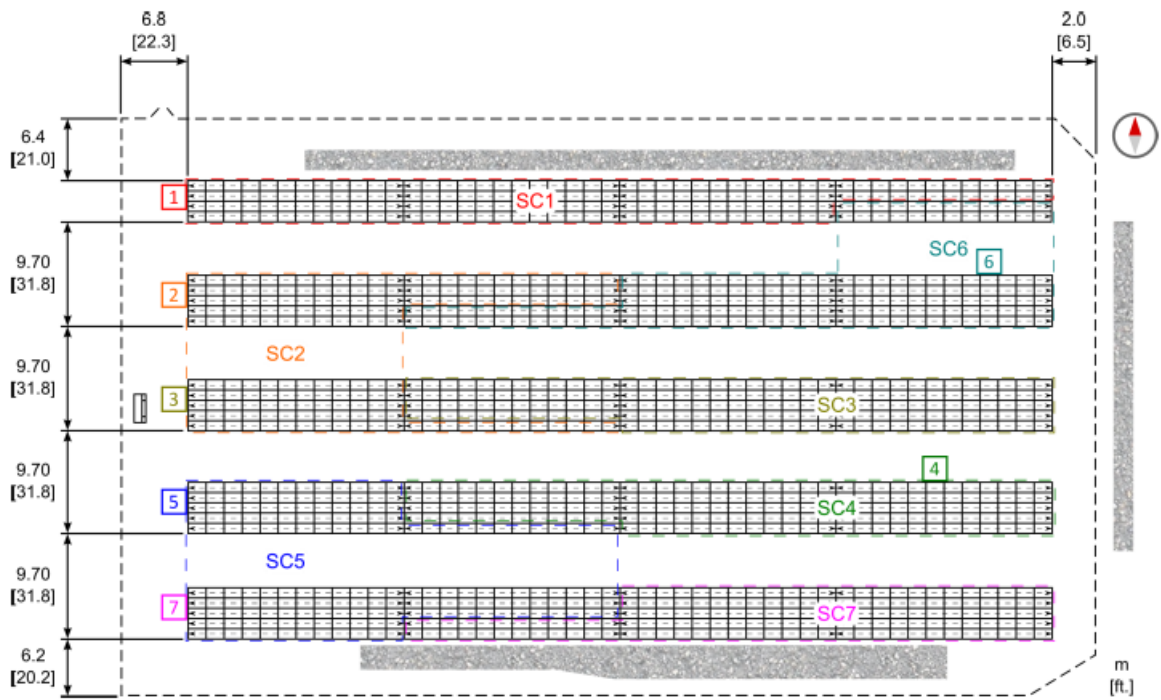 6.8
[22.3]
2.0
[6.5]
6.4
[21.0]
1
SC1
9.70
[31.8]
SC6
6
2
9.70
[31.8]
SC2
3
SC3
9.70
[31.8]
4
5
SC4
9.70
[31.8]
SC5
7
SC7
6.2
[20.2]
m
[ft.]